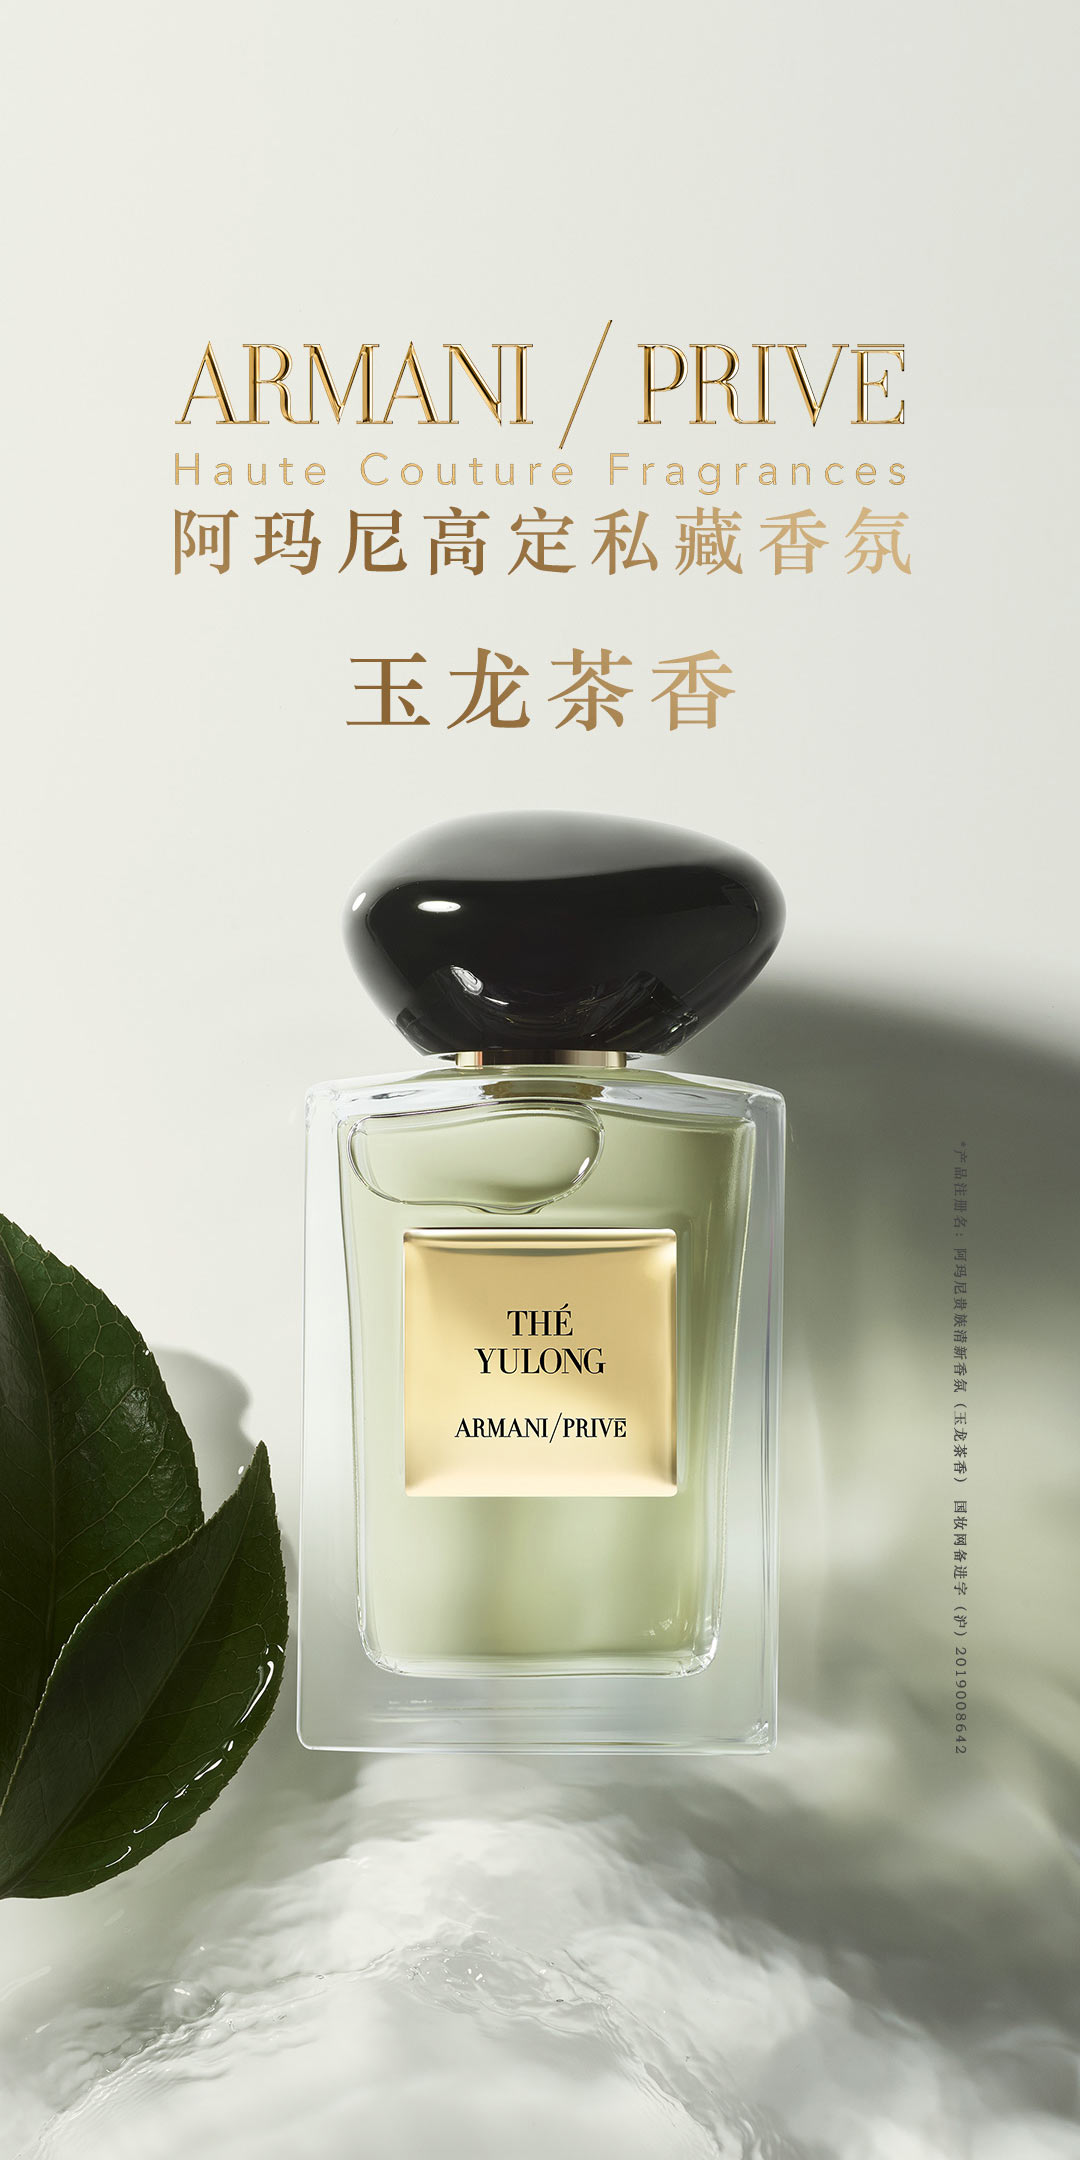 ARMANI / PRIVĒ
Haute Couture Fragrances
阿玛尼高定私藏香氛
玉龙茶香
THÉ
YULONG
ARMANI/PRIVĒ
*产品注册名：阿玛尼贵族清新香氛（玉龙茶香） 国妆网备进字（沪）2019008642